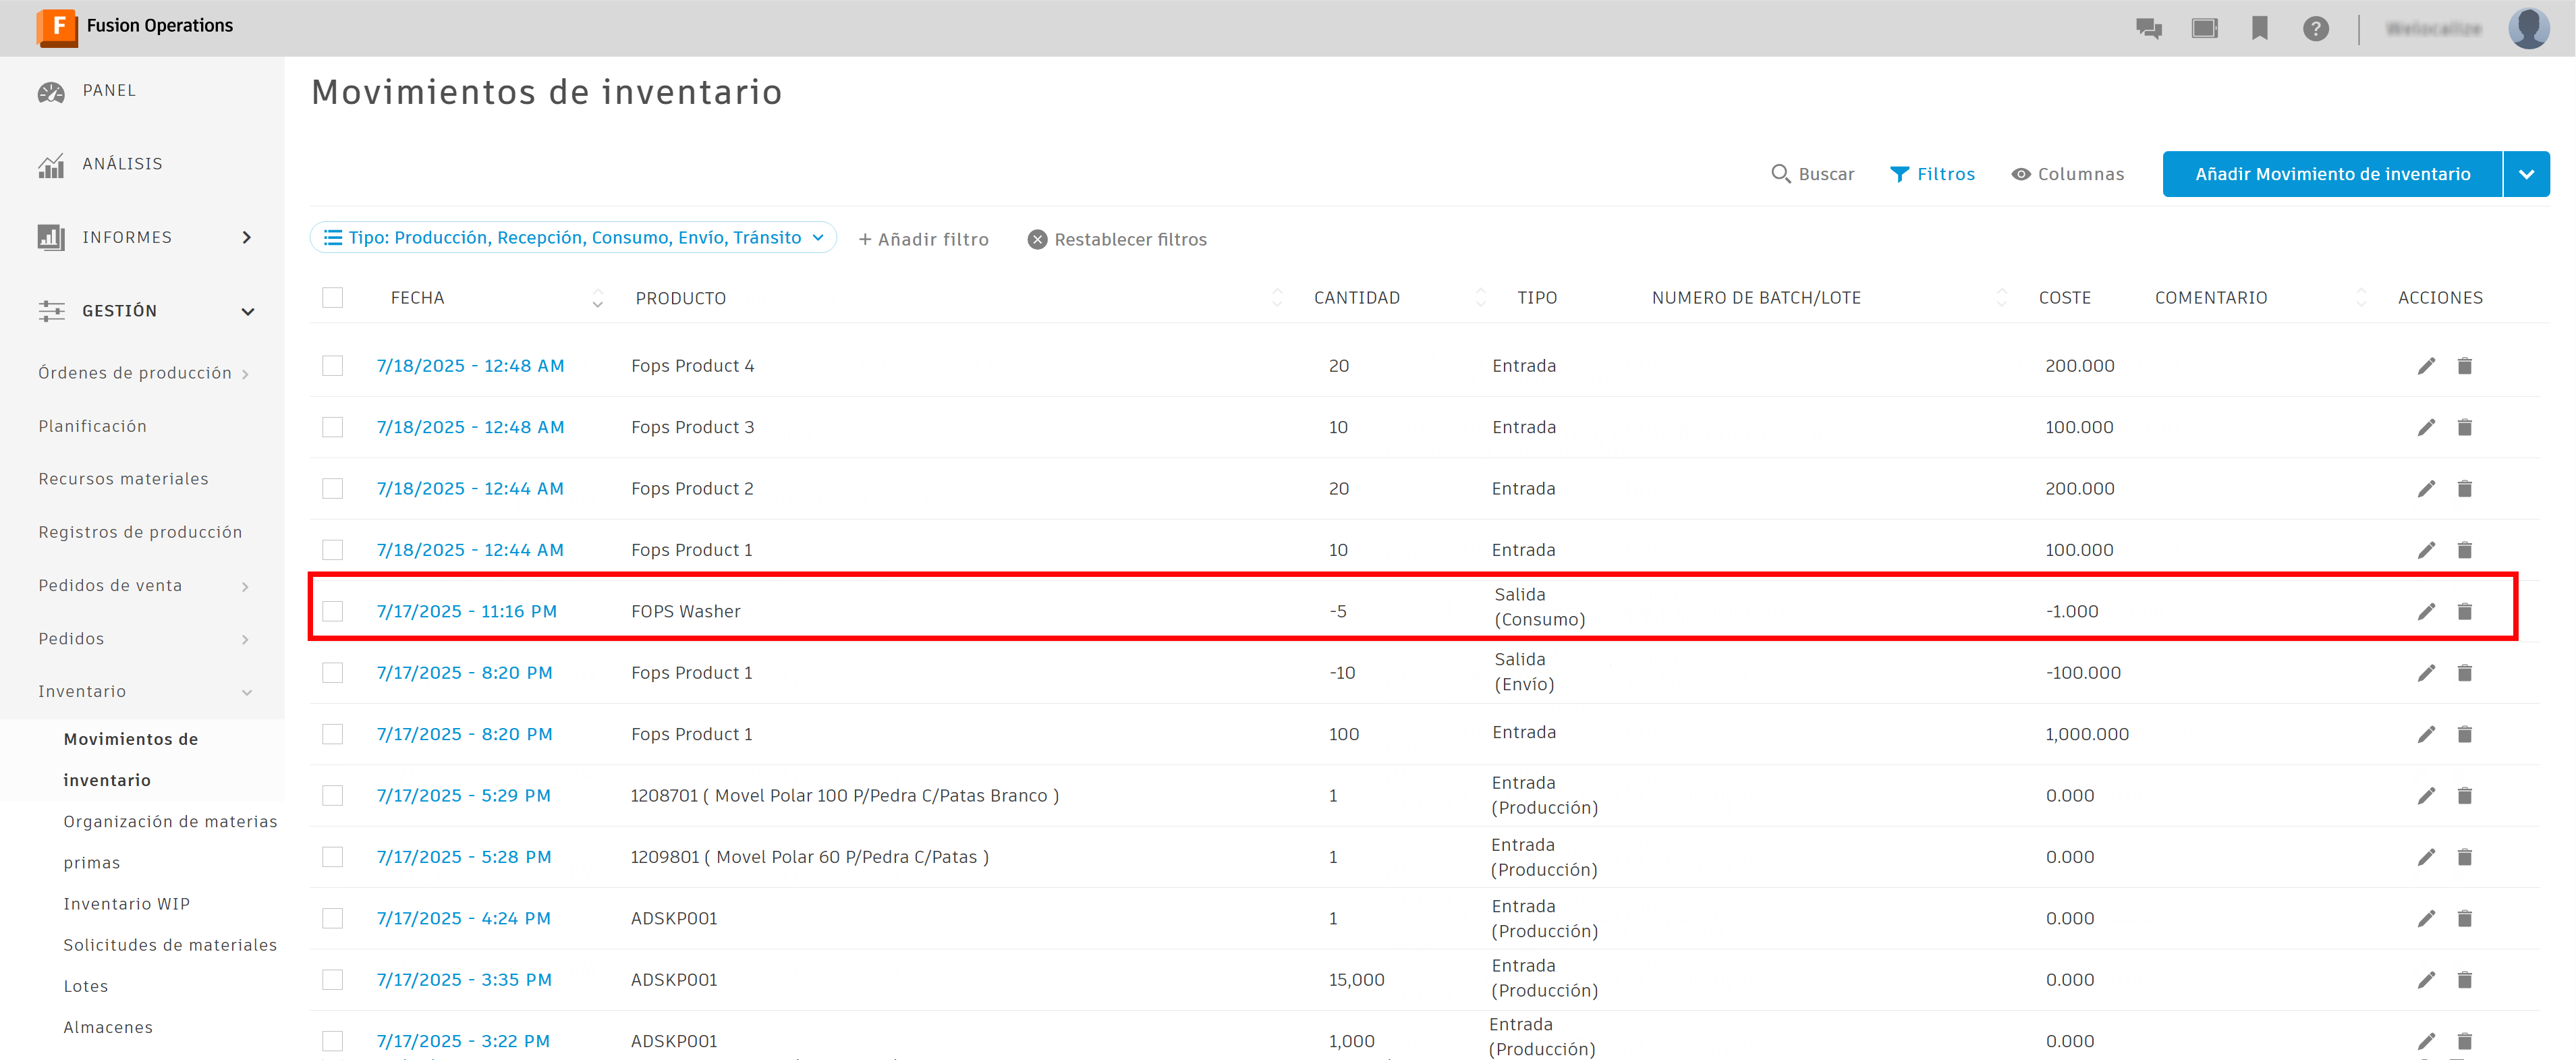 F Fusion Operations
PANEL
ANÁLISIS
INFORMES
GESTIÓN
Órdenes de producción
Planificación
Recursos materiales
Registros de producción
Pedidos de venta
Pedidos
Inventario
Movimientos de
inventario
Organización de materias
primas
Inventario WIP
Solicitudes de materiales
Lotes
Almacenes
Movimientos de inventario
Buscar Filtros Columnas Añadir Movimiento de inventario
Tipo: Producción, Recepción, Consumo, Envío, Tránsito + Añadir filtro Restablecer filtros
FECHA PRODUCTO CANTIDAD TIPO NUMERO DE BATCH/LOTE COSTE COMENTARIO ACCIONES
7/18/2025 - 12:48 AM Fops Product 4 20 Entrada 200.000
7/18/2025 - 12:48 AM Fops Product 3 10 Entrada 100.000
7/18/2025 - 12:44 AM Fops Product 2 20 Entrada 200.000
7/18/2025 - 12:44 AM Fops Product 1 10 Entrada 100.000
7/17/2025 - 11:16 PM FOPS Washer -5 Salida (Consumo) -1.000
7/17/2025 - 8:20 PM Fops Product 1 -10 Salida (Envío) -100.000
7/17/2025 - 8:20 PM Fops Product 1 100 Entrada 1,000.000
7/17/2025 - 5:29 PM 1208701 ( Movel Polar 100 P/Pedra C/Patas Branco ) 1 Entrada (Producción) 0.000
7/17/2025 - 5:28 PM 1209801 ( Movel Polar 60 P/Pedra C/Patas ) 1 Entrada (Producción) 0.000
7/17/2025 - 4:24 PM ADSKP001 1 Entrada (Producción) 0.000
7/17/2025 - 3:35 PM ADSKP001 15,000 Entrada (Producción) 0.000
7/17/2025 - 3:22 PM ADSKP001 1,000 Entrada (Producción) 0.000